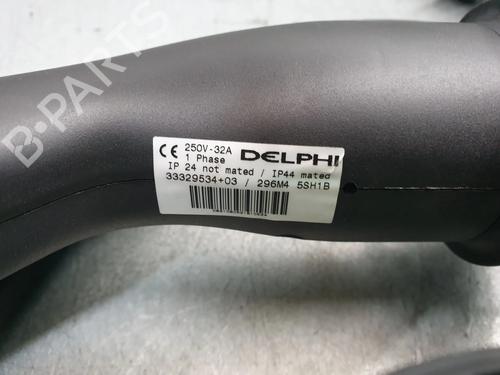 B-PARTS
CE 250V-32A
1 Phase DELPHI
IP 24 not mated / IP44 mated
33329534+03 / 296M4 5SH1B